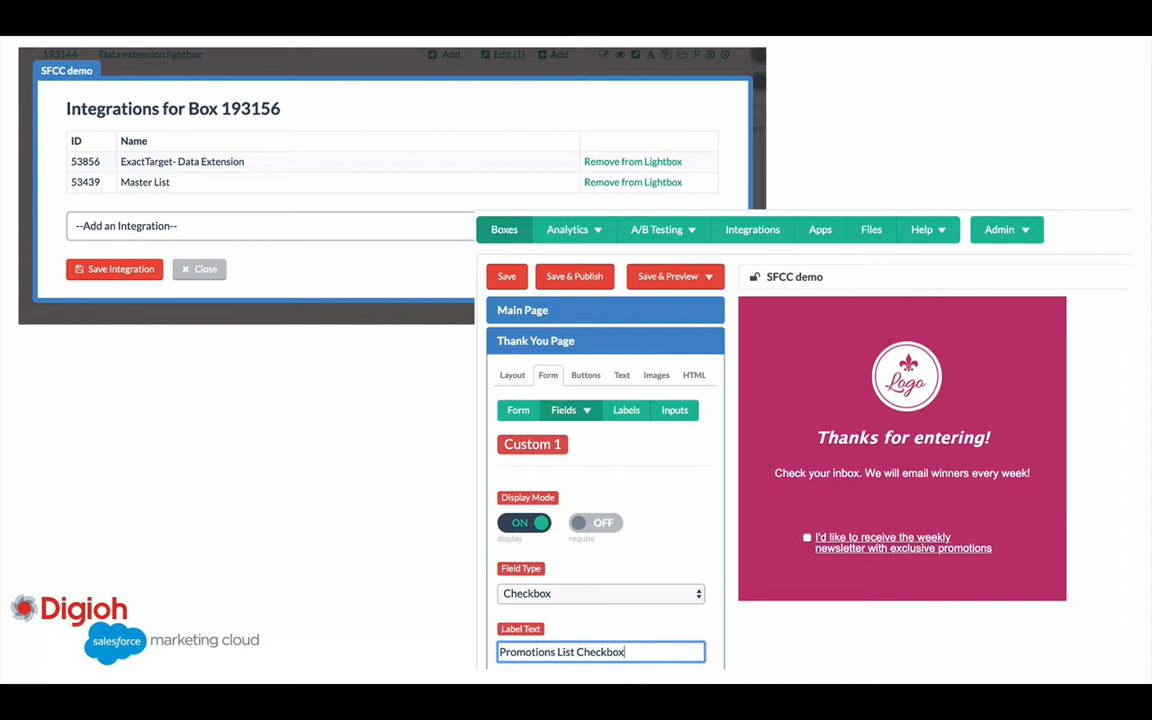 193144 Data extension lightbox Add Edit (1) Add
SFCC demo
Integrations for Box 193156
ID Name
53856 ExactTarget- Data Extension Remove from Lightbox
53439 Master List Remove from Lightbox
--Add an Integration--
Save Integration Close
Boxes Analytics A/B Testing Integrations Apps Files Help Admin
Save Save & Publish Save & Preview SFCC demo
Main Page
Thank You Page
Layout Form Buttons Text Images HTML
Form Fields Labels Inputs
Custom 1
Display Mode
ON OFF
display require
Field Type
Checkbox
Label Text
Promotions List Checkbox
Logo
Thanks for entering!
Check your inbox. We will email winners every week!
I'd like to receive the weekly
newsletter with exclusive promotions
Digioh
salesforce marketing cloud